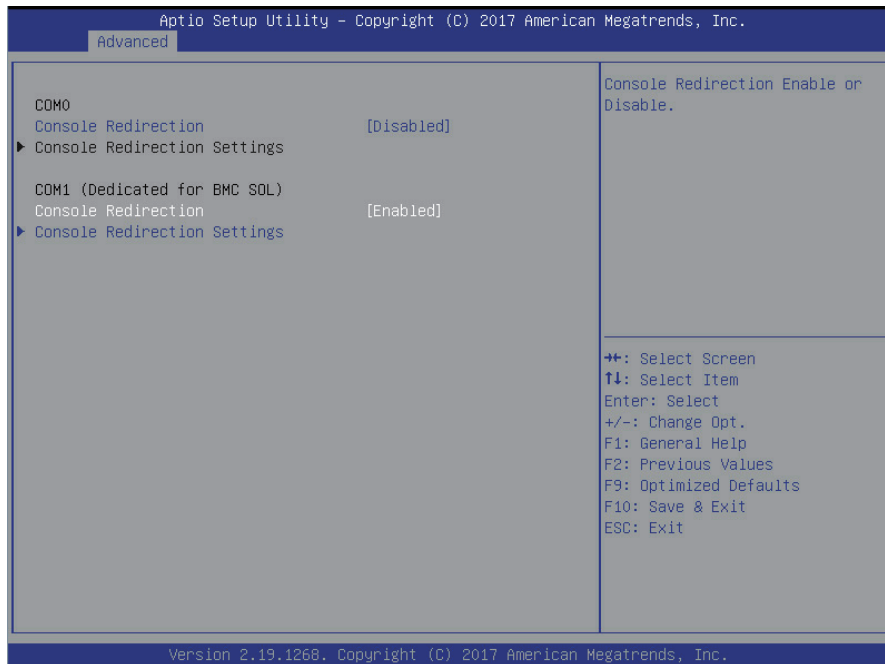 Aptio Setup Utility – Copyright (C) 2017 American Megatrends, Inc.
Advanced
COM0
Console Redirection [Disabled]
▶ Console Redirection Settings
COM1 (Dedicated for BMC SOL)
Console Redirection [Enabled]
▶ Console Redirection Settings
Console Redirection Enable or
Disable.
→←: Select Screen
↑↓: Select Item
Enter: Select
+/-: Change Opt.
F1: General Help
F2: Previous Values
F9: Optimized Defaults
F10: Save & Exit
ESC: Exit
Version 2.19.1268. Copyright (C) 2017 American Megatrends, Inc.